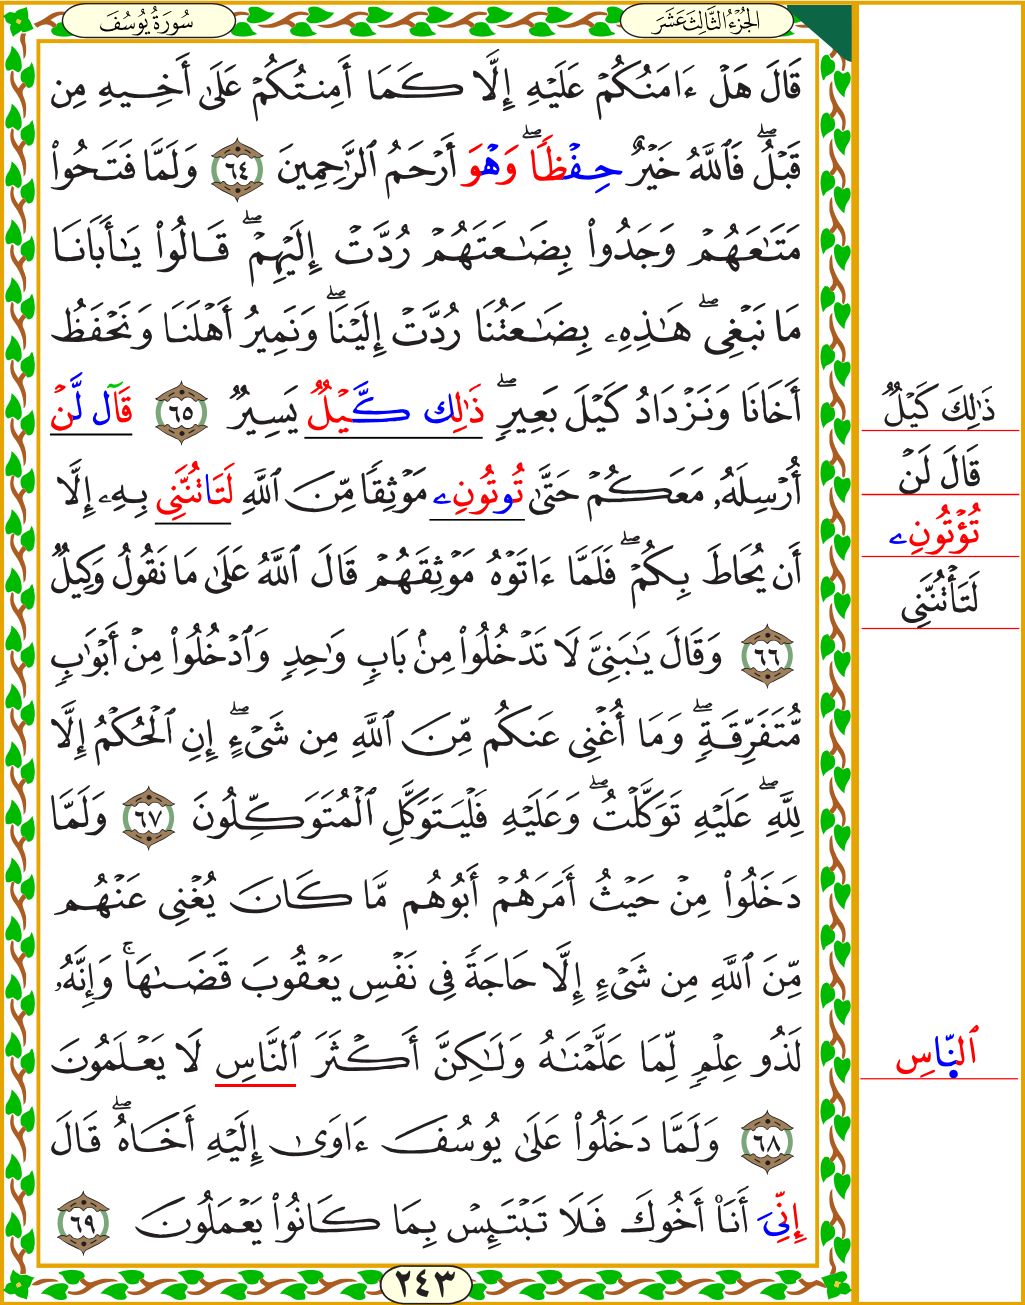 سُورَةُ يُوسُفَ
الجُزْءُ الثَّالِثَ عَشَرَ
قَالَ هَلْ ءَامَنُكُمْ عَلَيْهِ إِلَّا كَمَا أَمِنتُكُمْ عَلَىٰ أَخِيهِ مِن
قَبْلُۖ فَٱللَّهُ خَيْرٌ حِفْظًاۖ وَهْوَ أَرْحَمُ ٱلرَّٰحِمِينَ ٦٤ وَلَمَّا فَتَحُواْ
مَتَٰعَهُمْ وَجَدُواْ بِضَٰعَتَهُمْ رُدَّتْ إِلَيْهِمْۖ قَالُواْ يَٰأَبَانَا
مَا نَبْغِىۖ هَٰذِهِۦ بِضَٰعَتُنَا رُدَّتْ إِلَيْنَاۖ وَنَمِيرُ أَهْلَنَا وَنَحْفَظُ
أَخَانَا وَنَزْدَادُ كَيْلَ بَعِيرٍۖ ذَٰلِك كَّيْلٌ يَسِيرٌ ٦٥ قَآل لَّنْ
أُرْسِلَهُۥ مَعَكُمْ حَتَّىٰ تُوتُونِۦ مَوْثِقًا مِّنَ ٱللَّهِ لَتَاتُنَّنِى بِهِۦ إِلَّا
أَن يُحَاطَ بِكُمْۖ فَلَمَّا ءَاتَوْهُ مَوْثِقَهُمْ قَالَ ٱللَّهُ عَلَىٰ مَا نَقُولُ وَكِيلٌ
٦٦ وَقَالَ يَٰبَنِىَّ لَا تَدْخُلُواْ مِنۢ بَابٍ وَٰحِدٍ وَٱدْخُلُواْ مِنْ أَبْوَٰبٍ
مُّتَفَرِّقَةٍۖ وَمَا أُغْنِى عَنكُم مِّنَ ٱللَّهِ مِن شَىْءٍۖ إِنِ ٱلْحُكْمُ إِلَّا
لِلَّهِۖ عَلَيْهِ تَوَكَّلْتُۖ وَعَلَيْهِ فَلْيَتَوَكَّلِ ٱلْمُتَوَكِّلُونَ ٦٧ وَلَمَّا
دَخَلُواْ مِنْ حَيْثُ أَمَرَهُمْ أَبُوهُم مَّا كَانَ يُغْنِى عَنْهُم
مِّنَ ٱللَّهِ مِن شَىْءٍ إِلَّا حَاجَةً فِى نَفْسِ يَعْقُوبَ قَضَىٰهَاۚ وَإِنَّهُۥ
لَذُو عِلْمٍ لِّمَا عَلَّمْنَٰهُ وَلَٰكِنَّ أَكْثَرَ ٱلنَّاسِ لَا يَعْلَمُونَ
٦٨ وَلَمَّا دَخَلُواْ عَلَىٰ يُوسُفَ ءَاوَىٰ إِلَيْهِ أَخَاهُۖ قَالَ
إِنِّىَ أَنَا۠ أَخُوكَ فَلَا تَبْتَئِسْ بِمَا كَانُواْ يَعْمَلُونَ ٦٩
٢٤٣
ذَٰلِكَ كَيْلٌ
قَالَ لَنْ
تُؤْتُونِۦ
لَتَأْتُنَّنِى
ٱلنَّاسِ